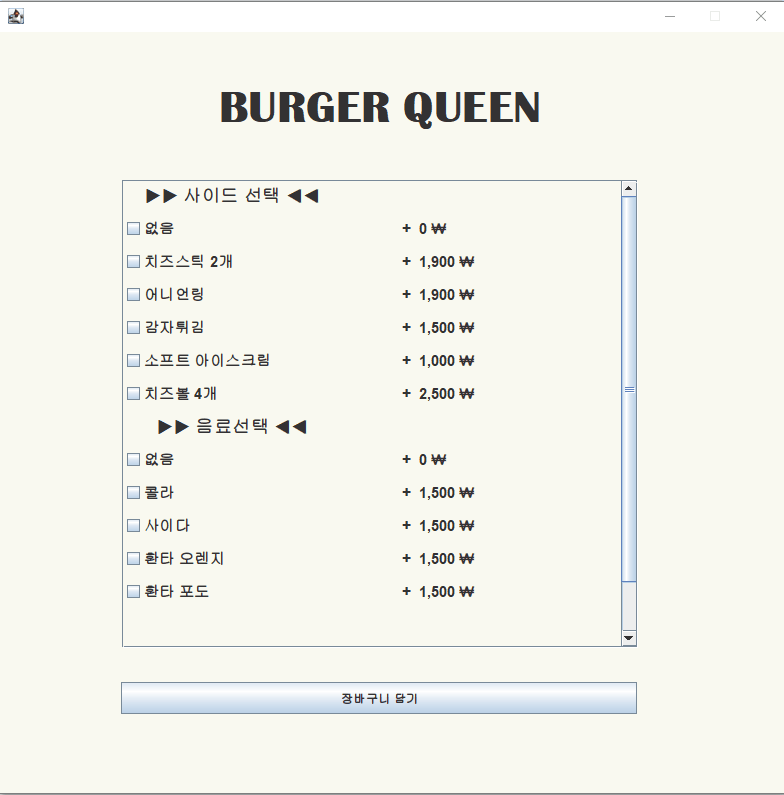 BURGER QUEEN
▶▶ 사이드 선택 ◀◀
없음 + 0 ₩
치즈스틱 2개 + 1,900 ₩
어니언링 + 1,900 ₩
감자튀김 + 1,500 ₩
소프트 아이스크림 + 1,000 ₩
치즈볼 4개 + 2,500 ₩
▶▶ 음료선택 ◀◀
없음 + 0 ₩
콜라 + 1,500 ₩
사이다 + 1,500 ₩
환타 오렌지 + 1,500 ₩
환타 포도 + 1,500 ₩
장바구니 담기